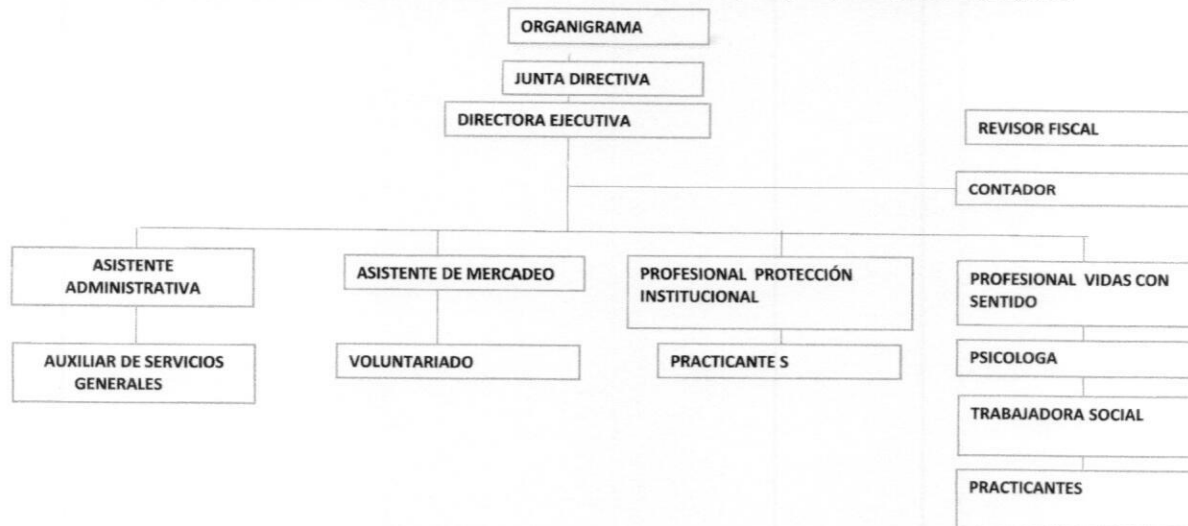 ORGANIGRAMA
JUNTA DIRECTIVA
DIRECTORA EJECUTIVA
REVISOR FISCAL
CONTADOR
ASISTENTE
ADMINISTRATIVA
ASISTENTE DE MERCADEO
PROFESIONAL PROTECCIÓN
INSTITUCIONAL
PROFESIONAL VIDAS CON
SENTIDO
AUXILIAR DE SERVICIOS
GENERALES
VOLUNTARIADO
PRACTICANTE S
PSICOLOGA
TRABAJADORA SOCIAL
PRACTICANTES